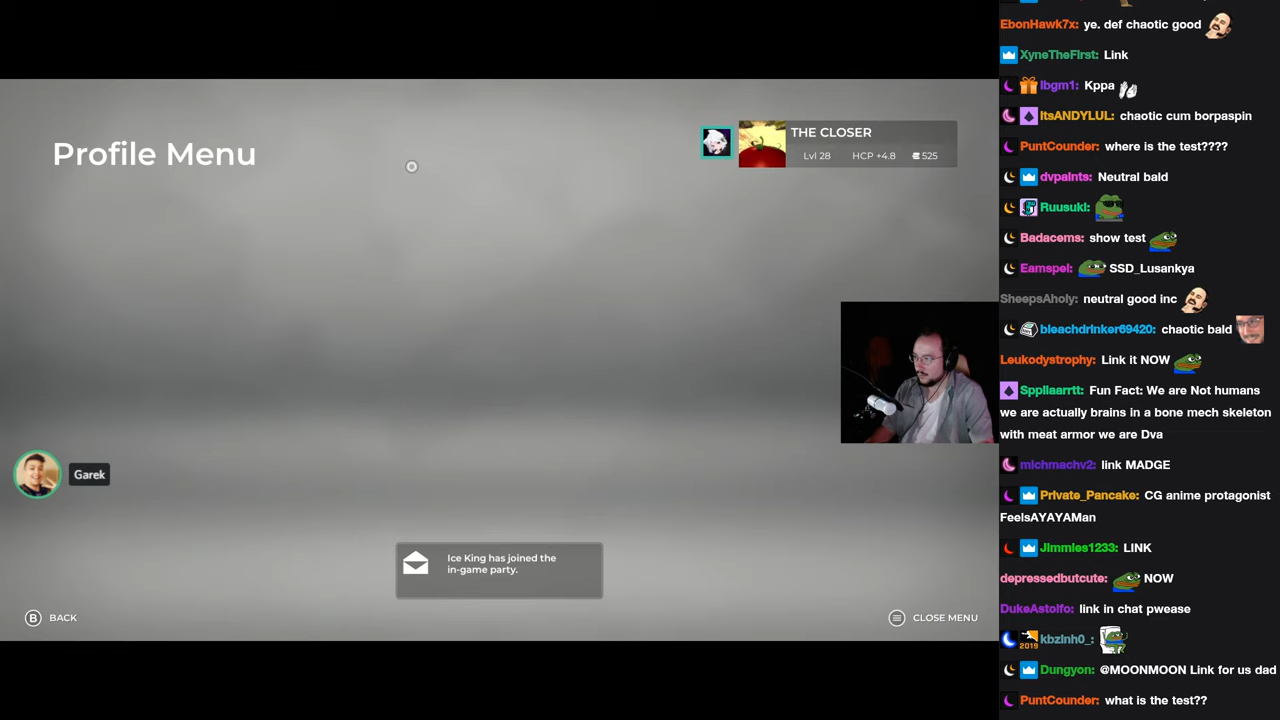 Profile Menu
THE CLOSER
Lvl 28 HCP +4.8 525
Garek
Ice King has joined the
in-game party.
B BACK
CLOSE MENU
EbonHawk7x: ye. def chaotic good
XyneTheFirst: Link
lbgm1: Kppa
ItsANDYLUL: chaotic cum borpaspin
PuntCounder: where is the test????
dvpaints: Neutral bald
Ruusuki:
Badacems: show test
Eamspel: SSD_Lusankya
SheepsAholy: neutral good inc
bleachdrinker69420: chaotic bald
Leukodystrophy: Link it NOW
Sppllaarrtt: Fun Fact: We are Not humans
we are actually brains in a bone mech skeleton
with meat armor we are Dva
michmachv2: link MADGE
Private_Pancake: CG anime protagonist
FeelsAYAYAMan
Jimmies1233: LINK
depressedbutcute: NOW
DukeAstolfo: link in chat pwease
2019 kbzinh0_:
Dungyon: @MOONMOON Link for us dad
PuntCounder: what is the test??